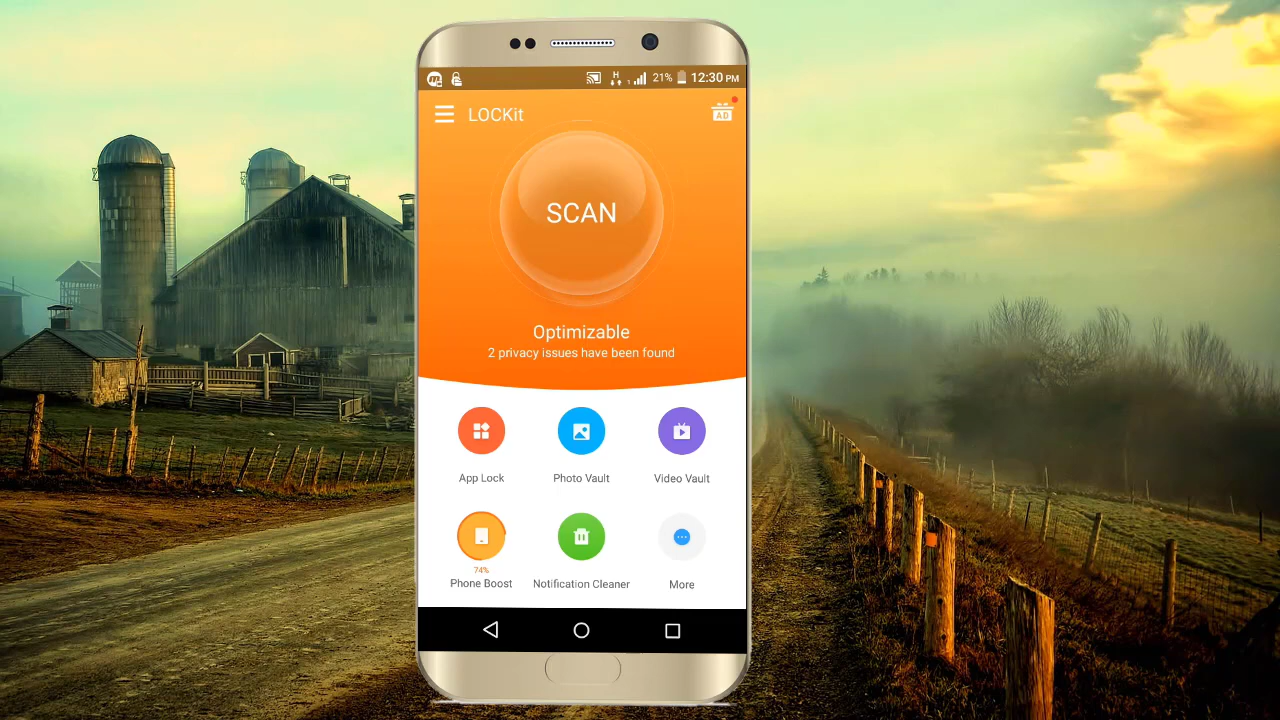 H 1 21% 12:30 PM
LOCKit
AD
SCAN
Optimizable
2 privacy issues have been found
App Lock
Photo Vault
Video Vault
74%
Phone Boost
Notification Cleaner
More